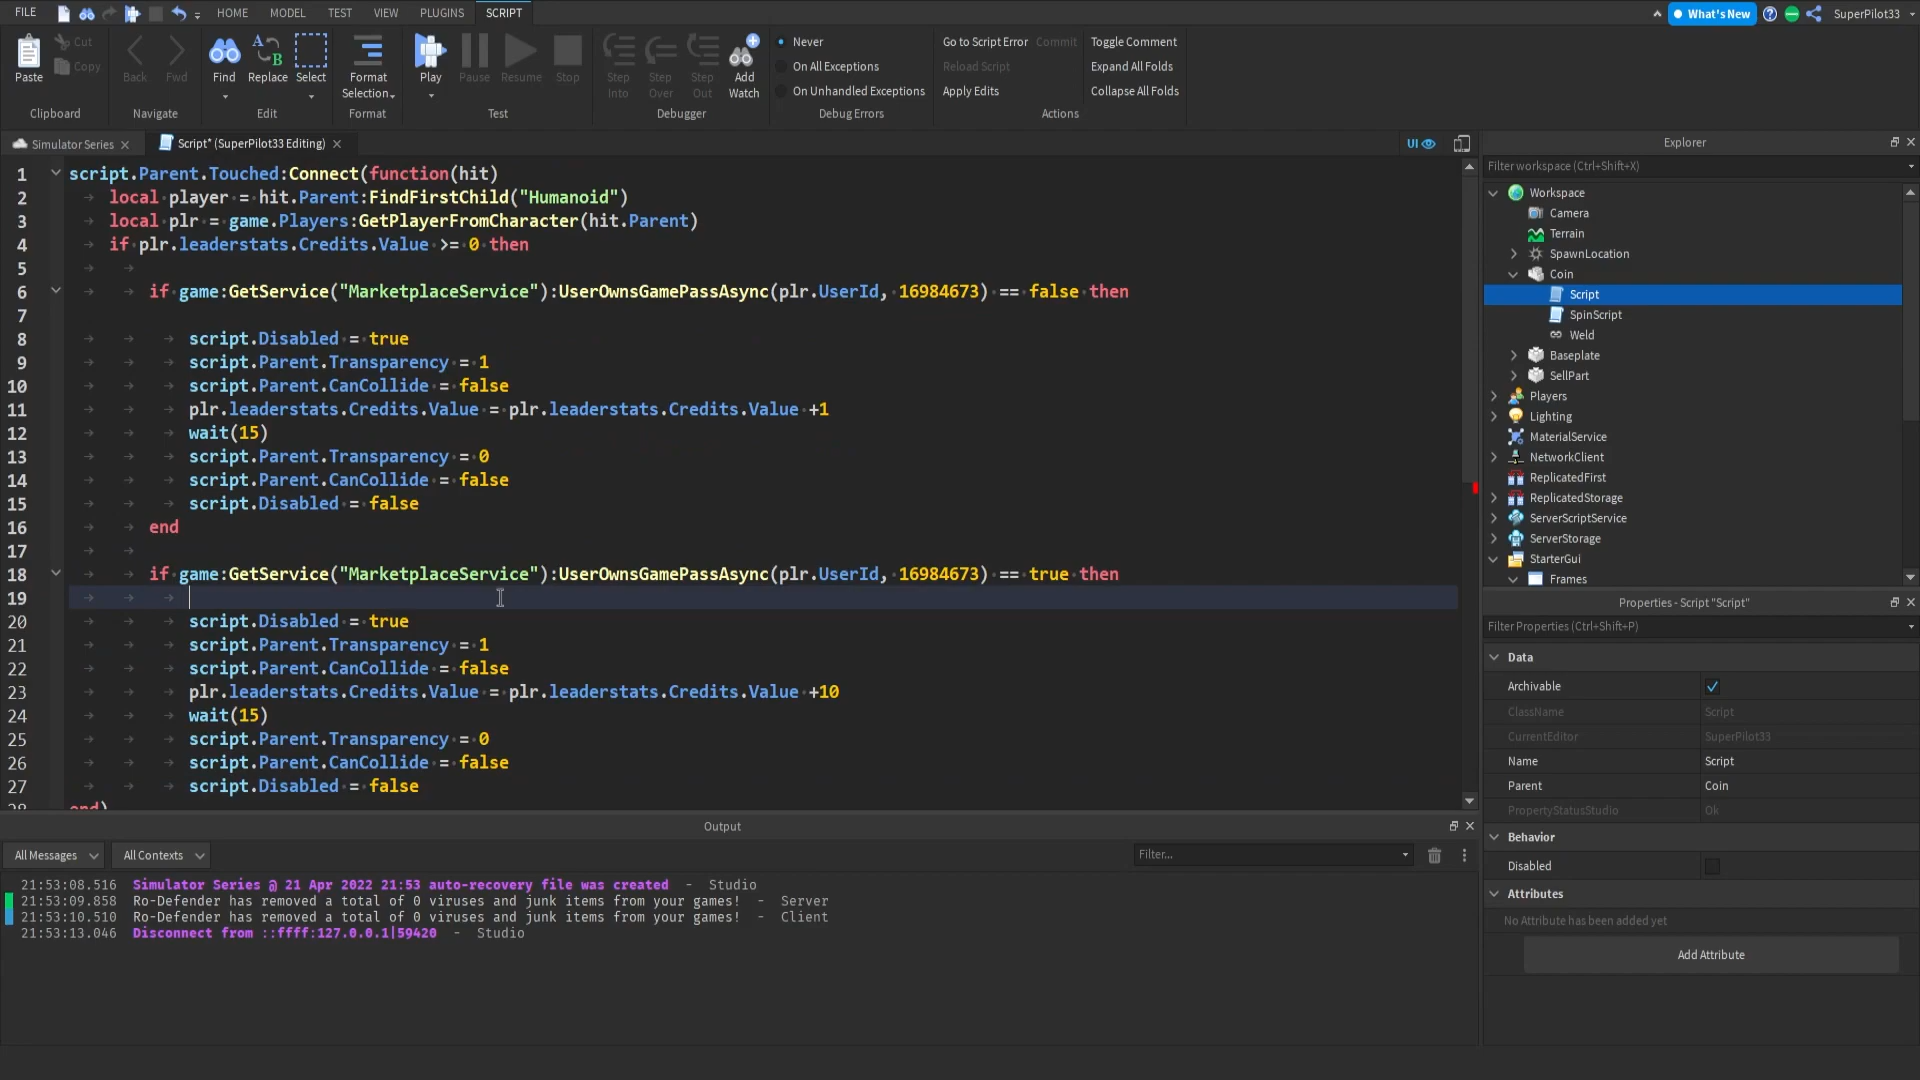 FILE HOME MODEL TEST VIEW PLUGINS SCRIPT What's New SuperPilot33
Paste Cut Copy
Clipboard
Back Fwd
Navigate
Find Replace Select
Edit
Format Selection
Format
Play Pause Resume Stop
Test
Step Into Step Over Step Out Add Watch
Debugger
Never
On All Exceptions
On Unhandled Exceptions
Debug Errors
Go to Script Error Commit Toggle Comment
Reload Script Expand All Folds
Apply Edits Collapse All Folds
Actions
Simulator Series Script* (SuperPilot33 Editing) UI
1 script.Parent.Touched:Connect(function(hit)
2 local player = hit.Parent:FindFirstChild("Humanoid")
3 local plr = game.Players:GetPlayerFromCharacter(hit.Parent)
4 if plr.leaderstats.Credits.Value >= 0 then
5
6 if game:GetService("MarketplaceService"):UserOwnsGamePassAsync(plr.UserId, 16984673) == false then
7
8 script.Disabled = true
9 script.Parent.Transparency = 1
10 script.Parent.CanCollide = false
11 plr.leaderstats.Credits.Value = plr.leaderstats.Credits.Value +1
12 wait(15)
13 script.Parent.Transparency = 0
14 script.Parent.CanCollide = false
15 script.Disabled = false
16 end
17
18 if game:GetService("MarketplaceService"):UserOwnsGamePassAsync(plr.UserId, 16984673) == true then
19
20 script.Disabled = true
21 script.Parent.Transparency = 1
22 script.Parent.CanCollide = false
23 plr.leaderstats.Credits.Value = plr.leaderstats.Credits.Value +10
24 wait(15)
25 script.Parent.Transparency = 0
26 script.Parent.CanCollide = false
27 script.Disabled = false
28 end)
Output
All Messages All Contexts Filter...
21:53:08.516 Simulator Series @ 21 Apr 2022 21:53 auto-recovery file was created - Studio
21:53:09.858 Ro-Defender has removed a total of 0 viruses and junk items from your games! - Server
21:53:10.510 Ro-Defender has removed a total of 0 viruses and junk items from your games! - Client
21:53:13.046 Disconnect from ::ffff:127.0.0.1|59420 - Studio
Explorer
Filter workspace (Ctrl+Shift+X)
Workspace
Camera
Terrain
SpawnLocation
Coin
Script
SpinScript
Weld
Baseplate
SellPart
Players
Lighting
MaterialService
NetworkClient
ReplicatedFirst
ReplicatedStorage
ServerScriptService
ServerStorage
StarterGui
Frames
Properties - Script "Script"
Filter Properties (Ctrl+Shift+P)
Data
Archivable
ClassName Script
CurrentEditor SuperPilot33
Name Script
Parent Coin
PropertyStatusStudio Ok
Behavior
Disabled
Attributes
No Attribute has been added yet
Add Attribute